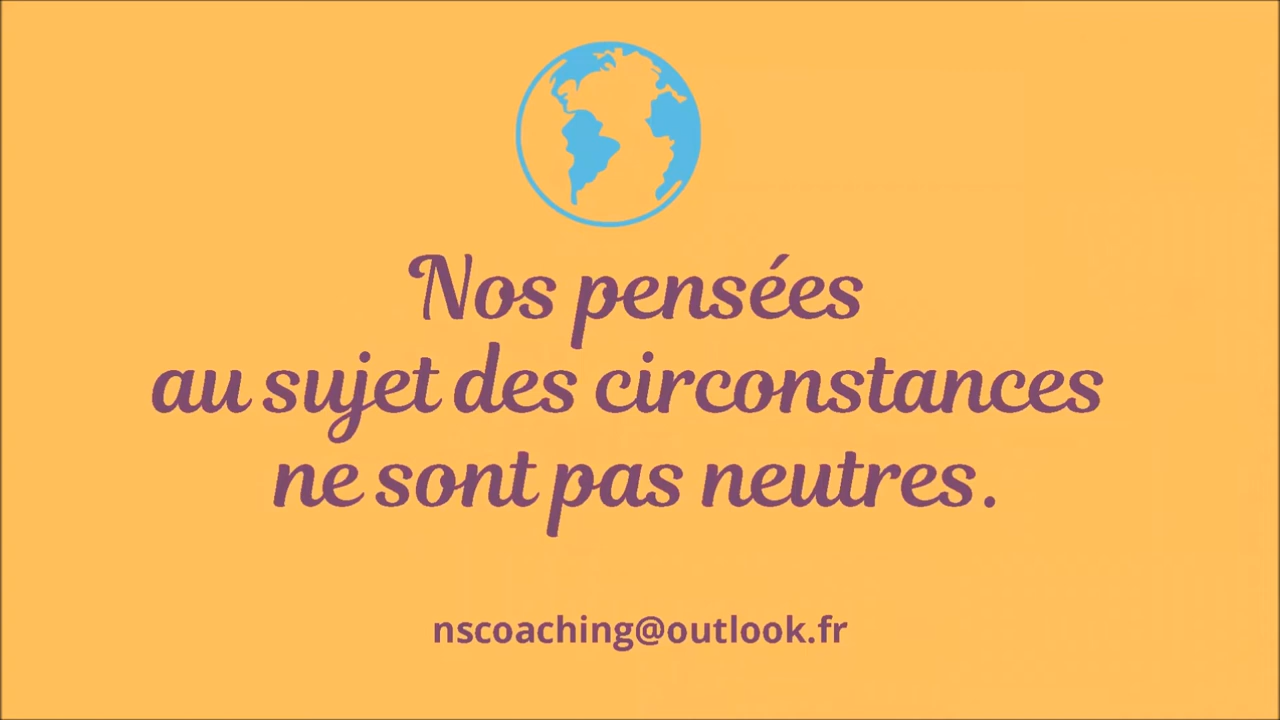 Nos pensées
au sujet des circonstances
ne sont pas neutres.
nscoaching@outlook.fr